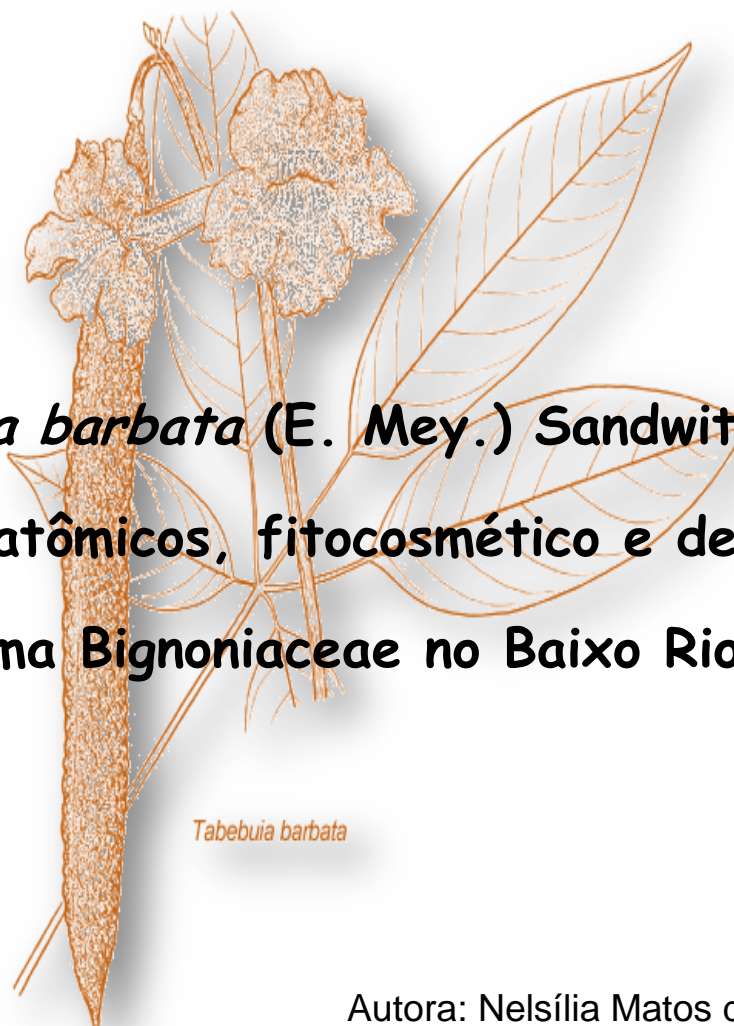 a barbata (E. Mey.) Sandwit
atômicos, fitocosmético e de
ma Bignoniaceae no Baixo Rio
Tabebuia barbata
Autora: Nelsília Matos